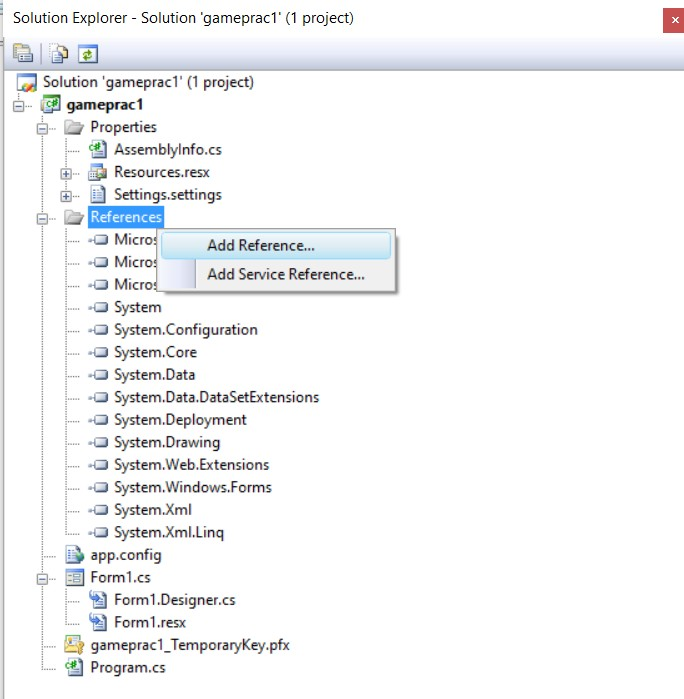 Solution Explorer - Solution 'gameprac1' (1 project)
Solution 'gameprac1' (1 project)
gameprac1
Properties
AssemblyInfo.cs
Resources.resx
Settings.settings
References
Add Reference...
Add Service Reference...
System
System.Configuration
System.Core
System.Data
System.Data.DataSetExtensions
System.Deployment
System.Drawing
System.Web.Extensions
System.Windows.Forms
System.Xml
System.Xml.Linq
app.config
Form1.cs
Form1.Designer.cs
Form1.resx
gameprac1_TemporaryKey.pfx
Program.cs